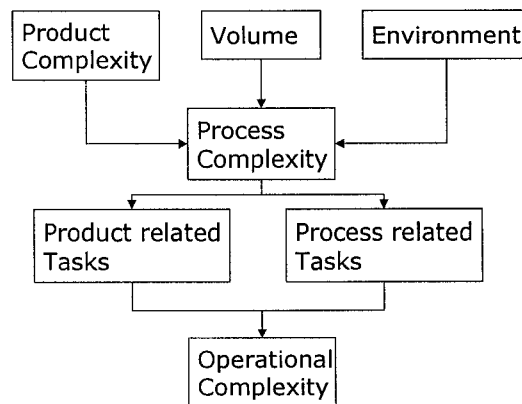 Product
Complexity
Volume
Environment
Process
Complexity
Product related
Tasks
Process related
Tasks
Operational
Complexity